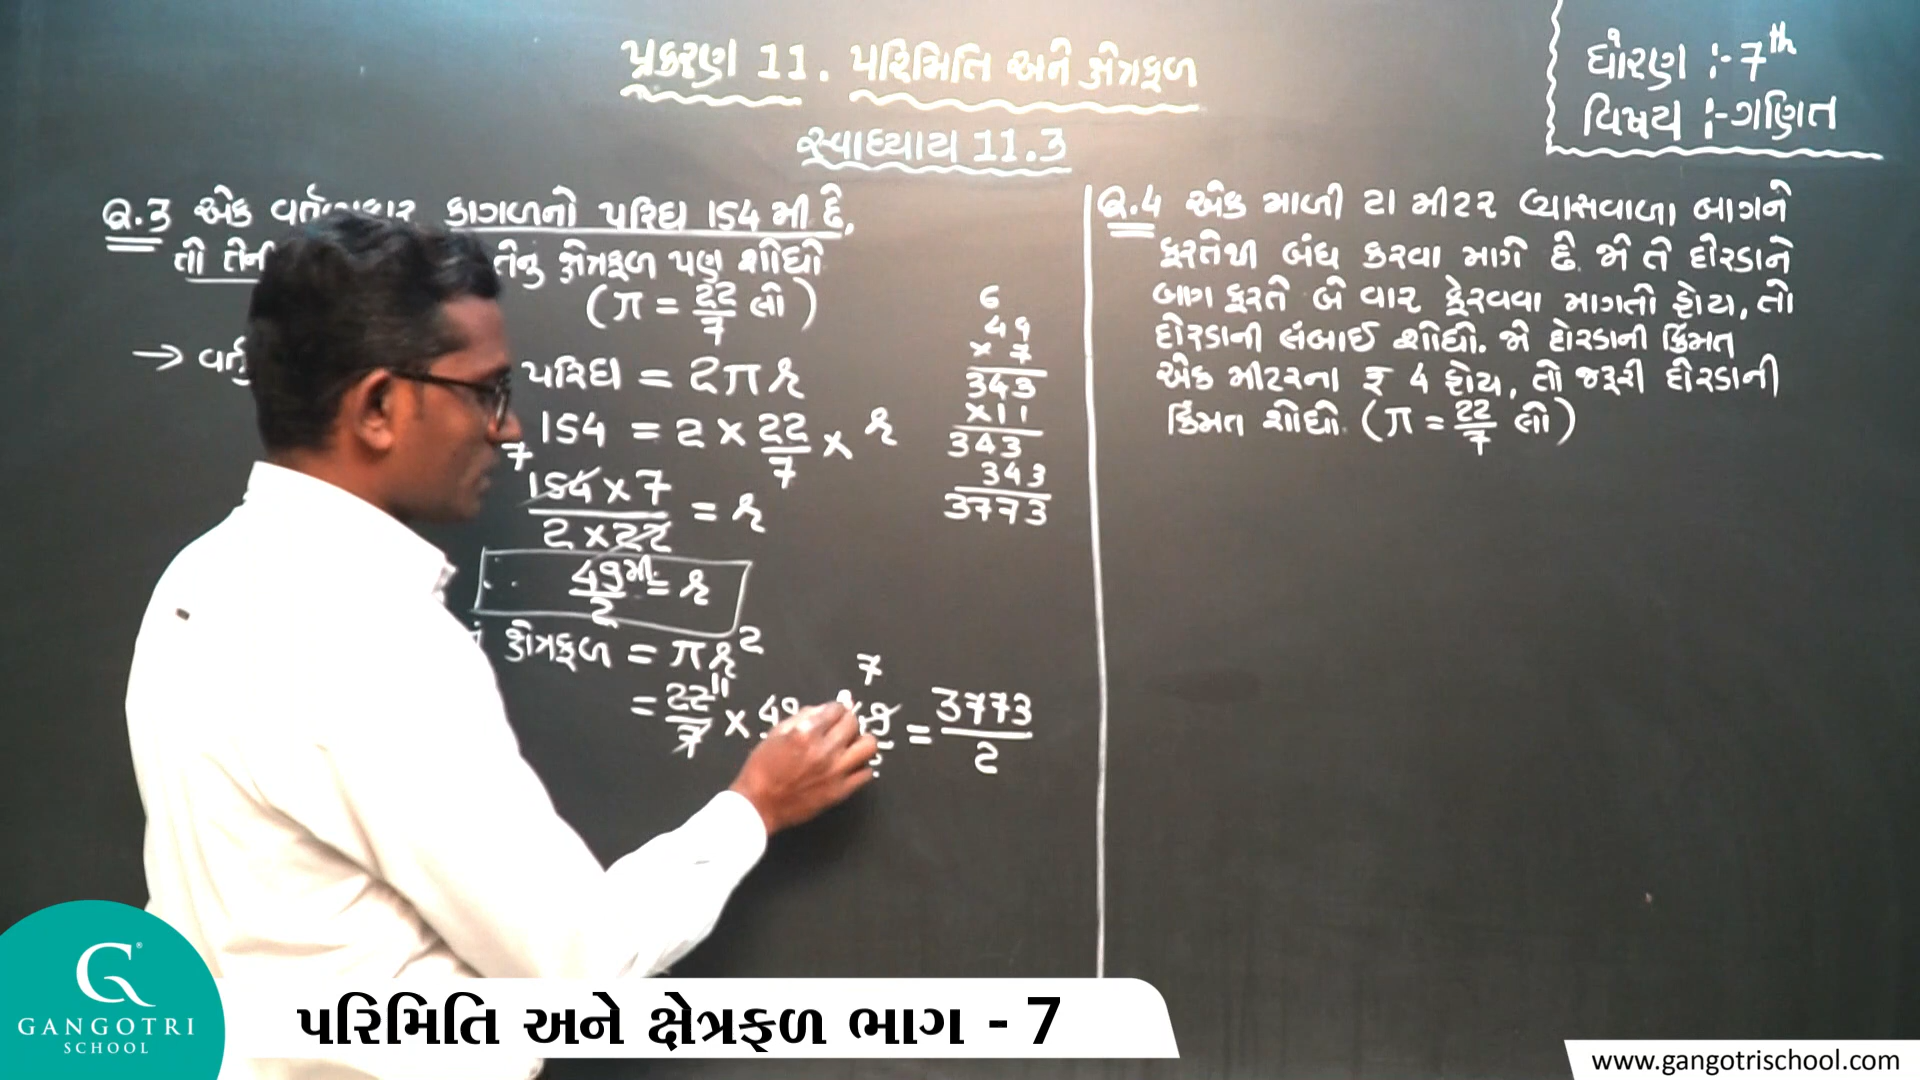 પ્રકરણ 11. પરિમિતિ અને ક્ષેત્રફળ
સ્વાધ્યાય 11.3
ધોરણ :- 7th
વિષય :- ગણિત
Q.3 એક કાગળનો પરિઘ 154 મી છે,
તો તેની તેનુ ક્ષેત્રફળ પણ શોધો
(π = 22/7 લો)
→ પરિઘ = 2πr
154 = 2 × 22/7 × r
7
154 × 7 / 2 × 22 = r
49/2 મી. = r
ક્ષેત્રફળ = πr²
7
= 22/7 11 × 49 = 3773/2
6
49
× 7
343
×11
343
343
3773
Q.4 એક માળી 21 મીટર વ્યાસવાળા બાગને
ફરતેથી બંધ કરવા માગે છે. જો તે દોરડાને
બાગ ફરતે બે વાર ફેરવવા માગતો હોય, તો
દોરડાની લંબાઈ શોધો. જો દોરડાની કિંમત
એક મીટરના ₹ 4 હોય, તો જરૂરી દોરડાની
કિંમત શોધો. (π = 22/7 લો)
GANGOTRI
SCHOOL
પરિમિતિ અને ક્ષેત્રફળ ભાગ - 7
www.gangotrischool.com